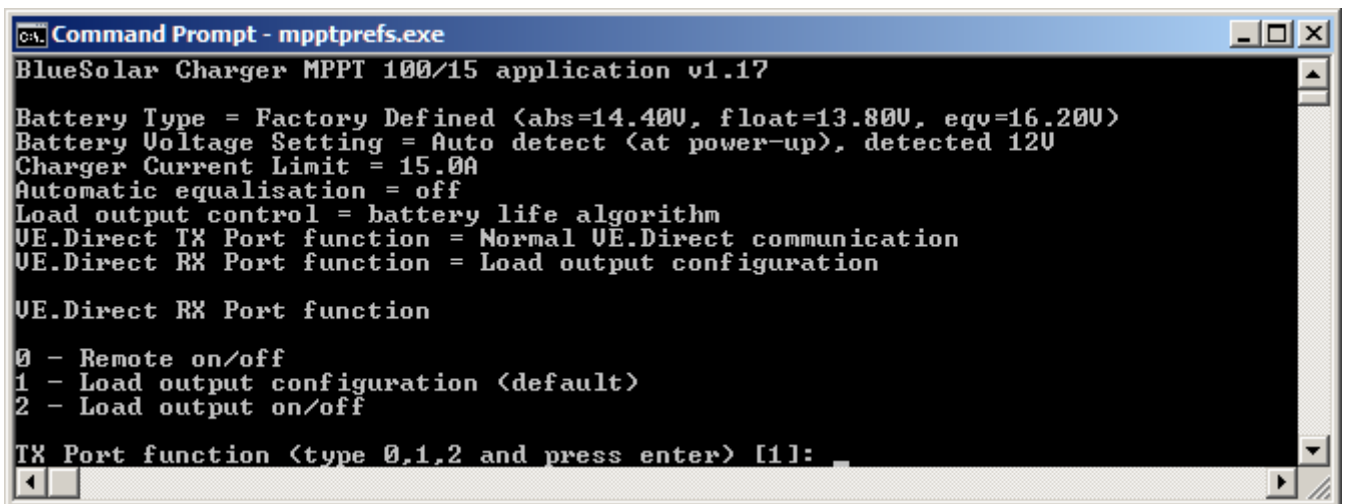 Command Prompt - mpptprefs.exe
BlueSolar Charger MPPT 100/15 application v1.17
Battery Type = Factory Defined (abs=14.40V, float=13.80V, eqv=16.20V)
Battery Voltage Setting = Auto detect (at power-up), detected 12V
Charger Current Limit = 15.0A
Automatic equalisation = off
Load output control = battery life algorithm
VE.Direct TX Port function = Normal VE.Direct communication
VE.Direct RX Port function = Load output configuration
VE.Direct RX Port function
0 - Remote on/off
1 - Load output configuration (default)
2 - Load output on/off
TX Port function (type 0,1,2 and press enter) [1]: _